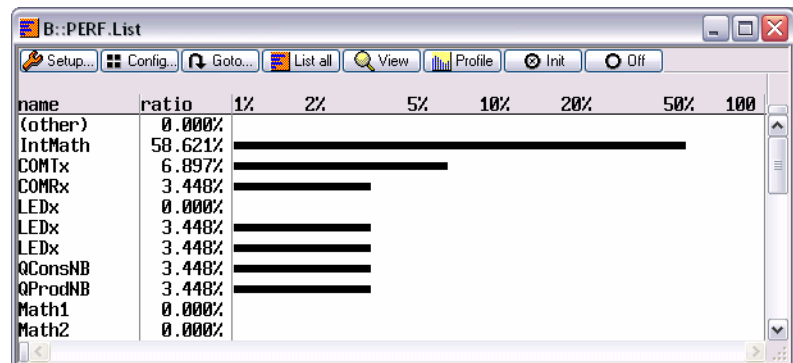 B::PERF.List
Setup... Config... Goto... List all View Profile Init Off
name ratio 1% 2% 5% 10% 20% 50% 100
(other) 0.000%
IntMath 58.621%
COMTx 6.897%
COMRx 3.448%
LEDx 0.000%
LEDx 3.448%
LEDx 3.448%
QConsNB 3.448%
QProdNB 3.448%
Math1 0.000%
Math2 0.000%